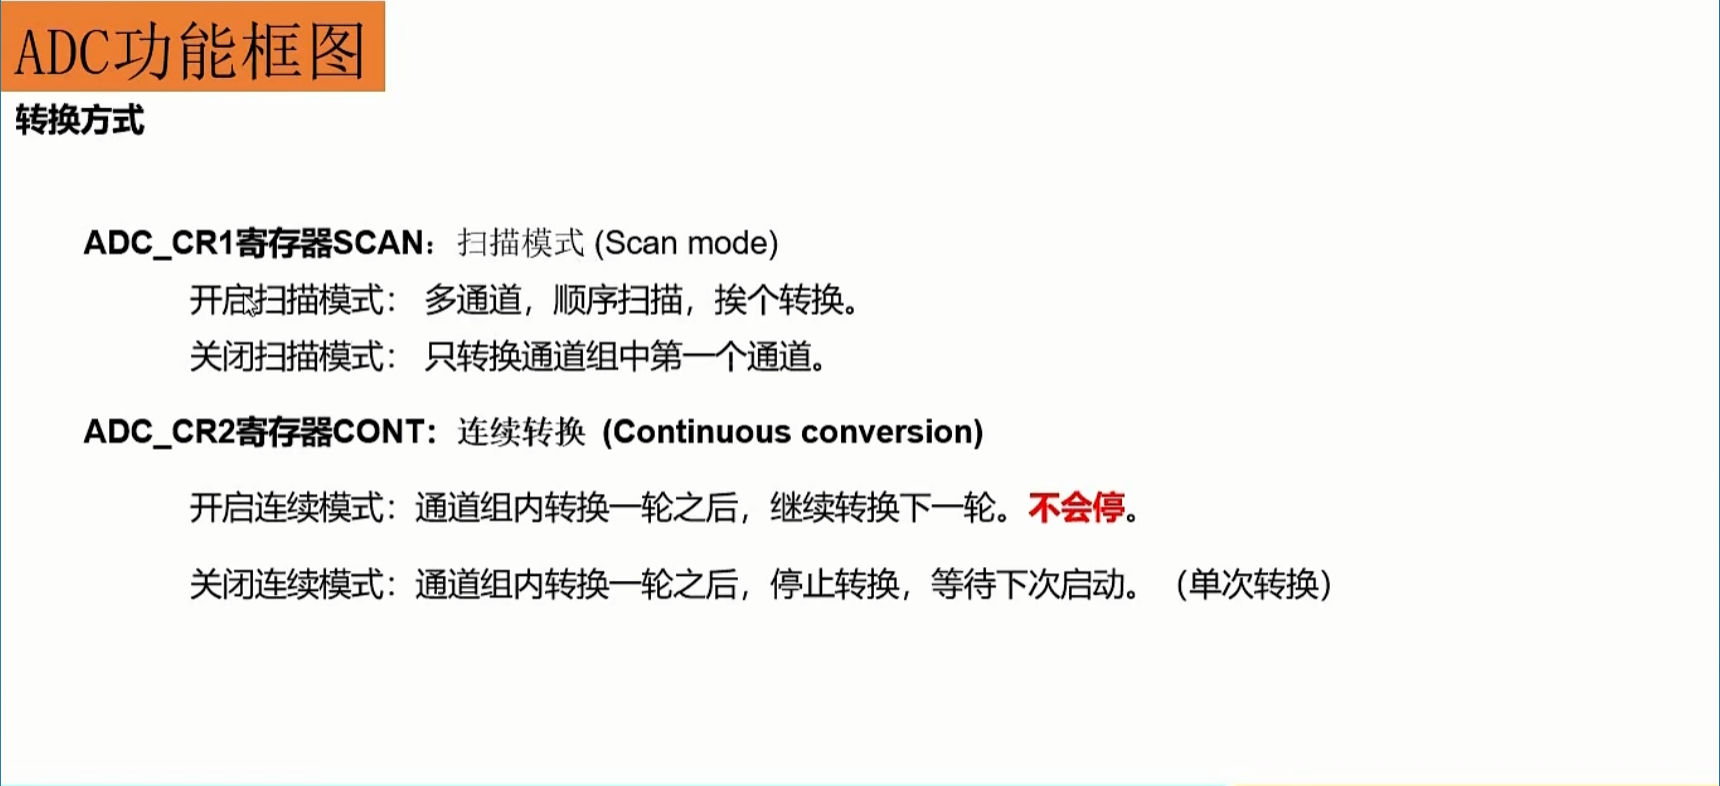 ADC功能框图
转换方式
ADC_CR1寄存器SCAN：扫描模式 (Scan mode)
开启扫描模式： 多通道，顺序扫描，挨个转换。
关闭扫描模式： 只转换通道组中第一个通道。
ADC_CR2寄存器CONT：连续转换 (Continuous conversion)
开启连续模式：通道组内转换一轮之后，继续转换下一轮。不会停。
关闭连续模式：通道组内转换一轮之后，停止转换，等待下次启动。（单次转换）